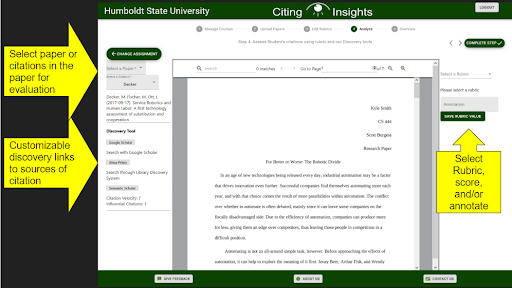 Humboldt State University
Citing Insights
LOGOUT
1 Manage Courses
2 Upload Papers
3 Edit Rubrics
4 Analyze
5 Overview
Step 4: Assess Student's citations using rubric and our Discovery tools
CHANGE ASSIGNMENT
COMPLETE STEP
Select paper or
citations in the
paper for
evaluation
Select a Paper *
Decker
Decker, M. Fischer, M. Ott, I.
(2017-09-17). Service Robotics and
Human Labor: A first technology
assessment of substitution and
cooperation.
Discovery Tool
Google Scholar
Search with Google Scholar
Alma Primo
Search through Library Discovery
System
Semantic Scholar
Citation Velocity: 7
Influential Citations: 1
Customizable
discovery links
to sources of
citation
search
0 matches
Go to Page
Kyle Smith
CS 444
Scott Burgess
Research Paper
For Better or Worse: The Robotic Divide
In an age of new technologies being released every day, industrial automation may be a factor
that drives innovation even further. Successful companies find themselves automating more each
year, and with that choice comes the result of more possibilities within automation. The conflict
over whether is automate is often debated, mainly since it can leave some companies on the
fiscally disadvantaged side. Due to the efficiency of automation, companies can produce more
for less, giving them an edge over competitors, thus leaving those people in competition in a
difficult position.
Automating is not an all-around simple task, however. Before approaching the effects of
automation, it can help to explore the meaning of it first. Jenay Beer, Arthur Fisk, and Wendy
Select a Rubric
Please select a rubric
Annotation
SAVE RUBRIC VALUE
Select
Rubric,
score,
and/or
annotate
GIVE FEEDBACK
ABOUT US
CONTACT US